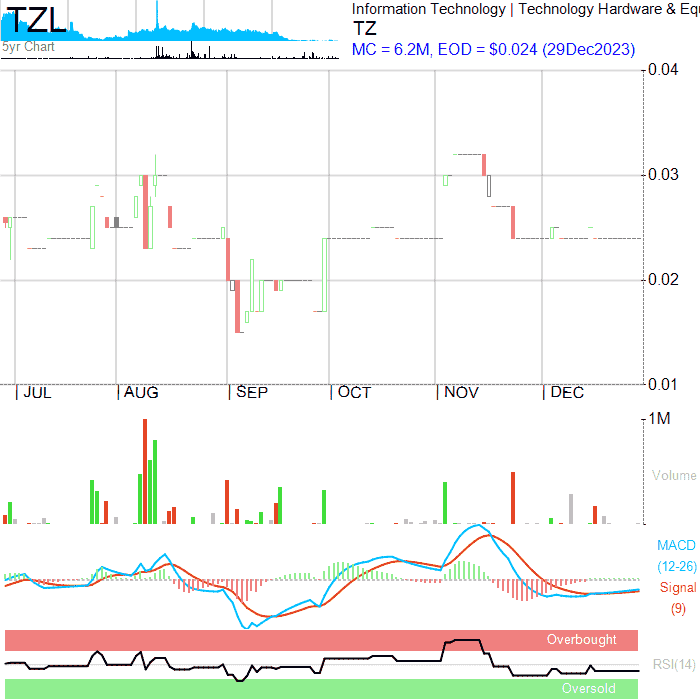 TZL
5yr Chart
Information Technology | Technology Hardware & Equ
TZ
MC = 6.2M, EOD = $0.024 (29Dec2023)
0.04
0.03
0.02
0.01
JUL AUG SEP OCT NOV DEC
1M
Volume
MACD
(12-26)
Signal
(9)
Overbought
RSI(14)
Oversold